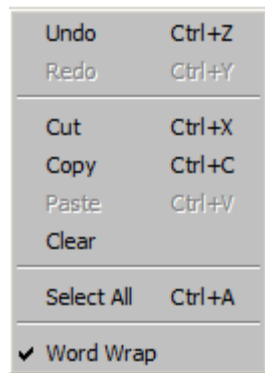 Undo Ctrl+Z
Redo Ctrl+Y
Cut Ctrl+X
Copy Ctrl+C
Paste Ctrl+V
Clear
Select All Ctrl+A
Word Wrap